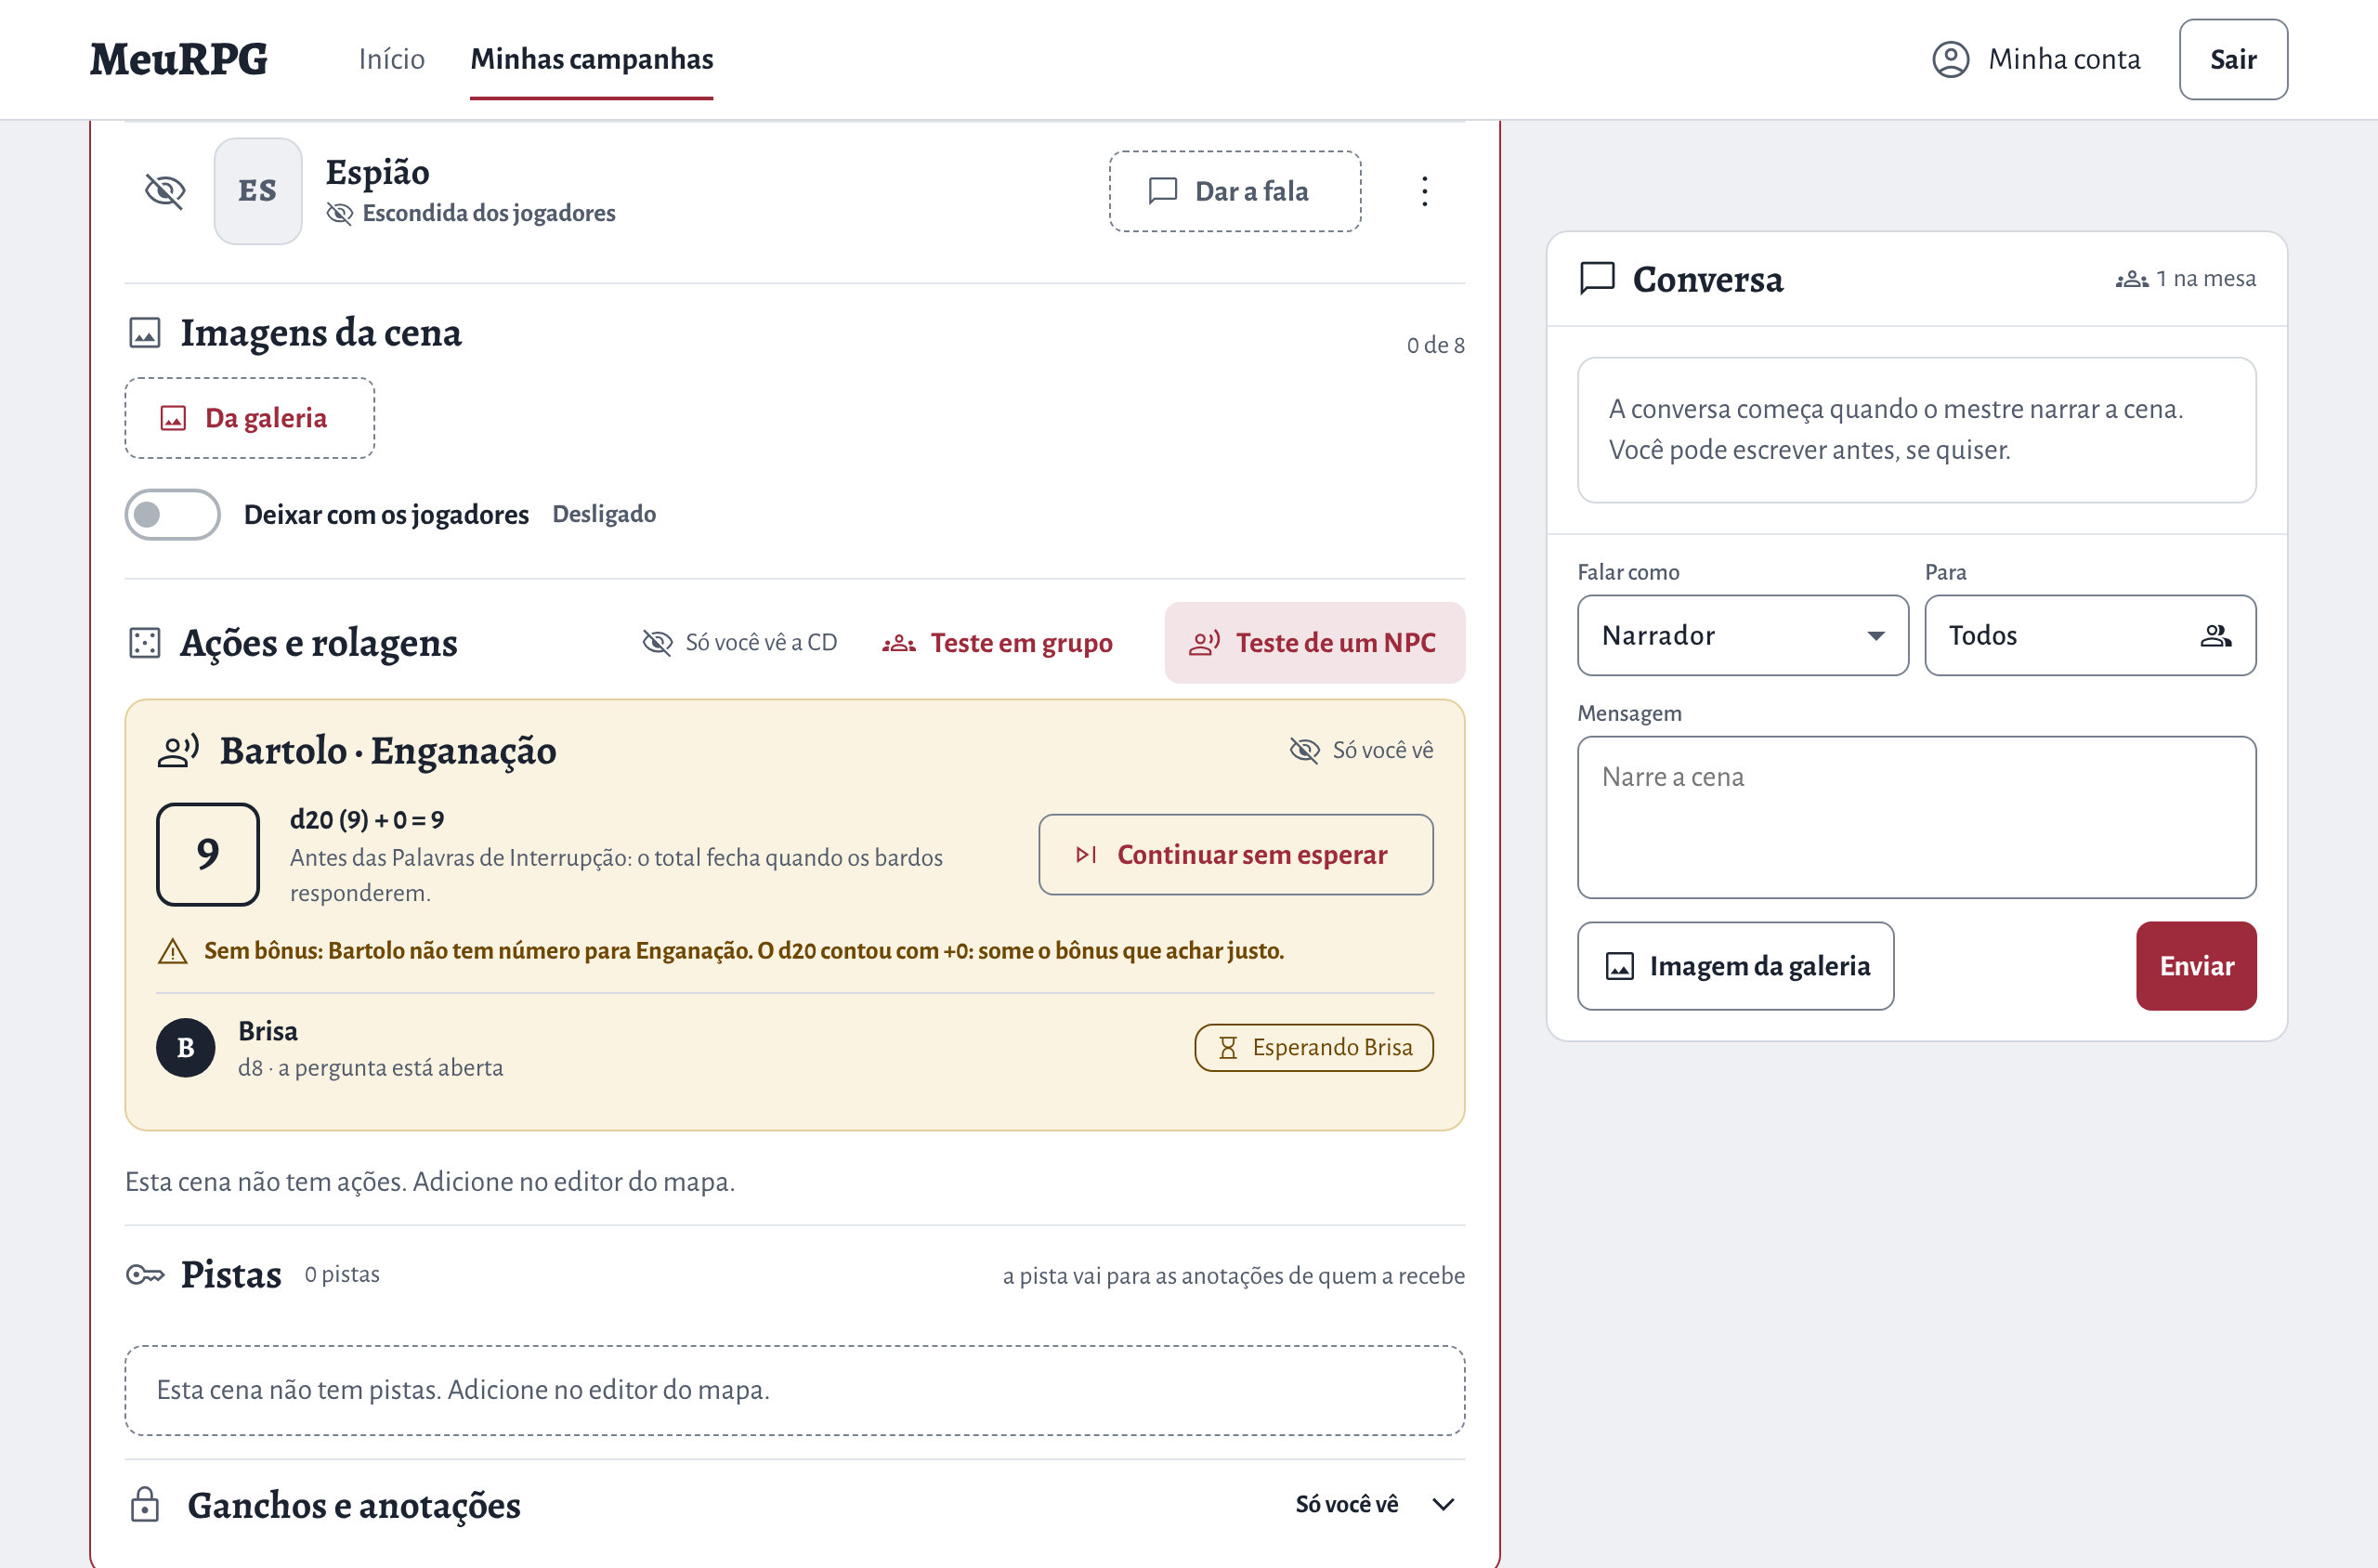 MeuRPG
Início
Minhas campanhas
Minha conta
Sair
ES
Espião
Escondida dos jogadores
Dar a fala
Imagens da cena
0 de 8
Da galeria
Deixar com os jogadores
Desligado
Ações e rolagens
Só você vê a CD
Teste em grupo
Teste de um NPC
Bartolo · Enganação
Só você vê
9
d20 (9) + 0 = 9
Antes das Palavras de Interrupção: o total fecha quando os bardos
responderem.
Continuar sem esperar
Sem bônus: Bartolo não tem número para Enganação. O d20 contou com +0: some o bônus que achar justo.
B
Brisa
d8 · a pergunta está aberta
Esperando Brisa
Esta cena não tem ações. Adicione no editor do mapa.
Pistas
0 pistas
a pista vai para as anotações de quem a recebe
Esta cena não tem pistas. Adicione no editor do mapa.
Ganchos e anotações
Só você vê
Conversa
1 na mesa
A conversa começa quando o mestre narrar a cena.
Você pode escrever antes, se quiser.
Falar como
Para
Narrador
Todos
Mensagem
Narre a cena
Imagem da galeria
Enviar